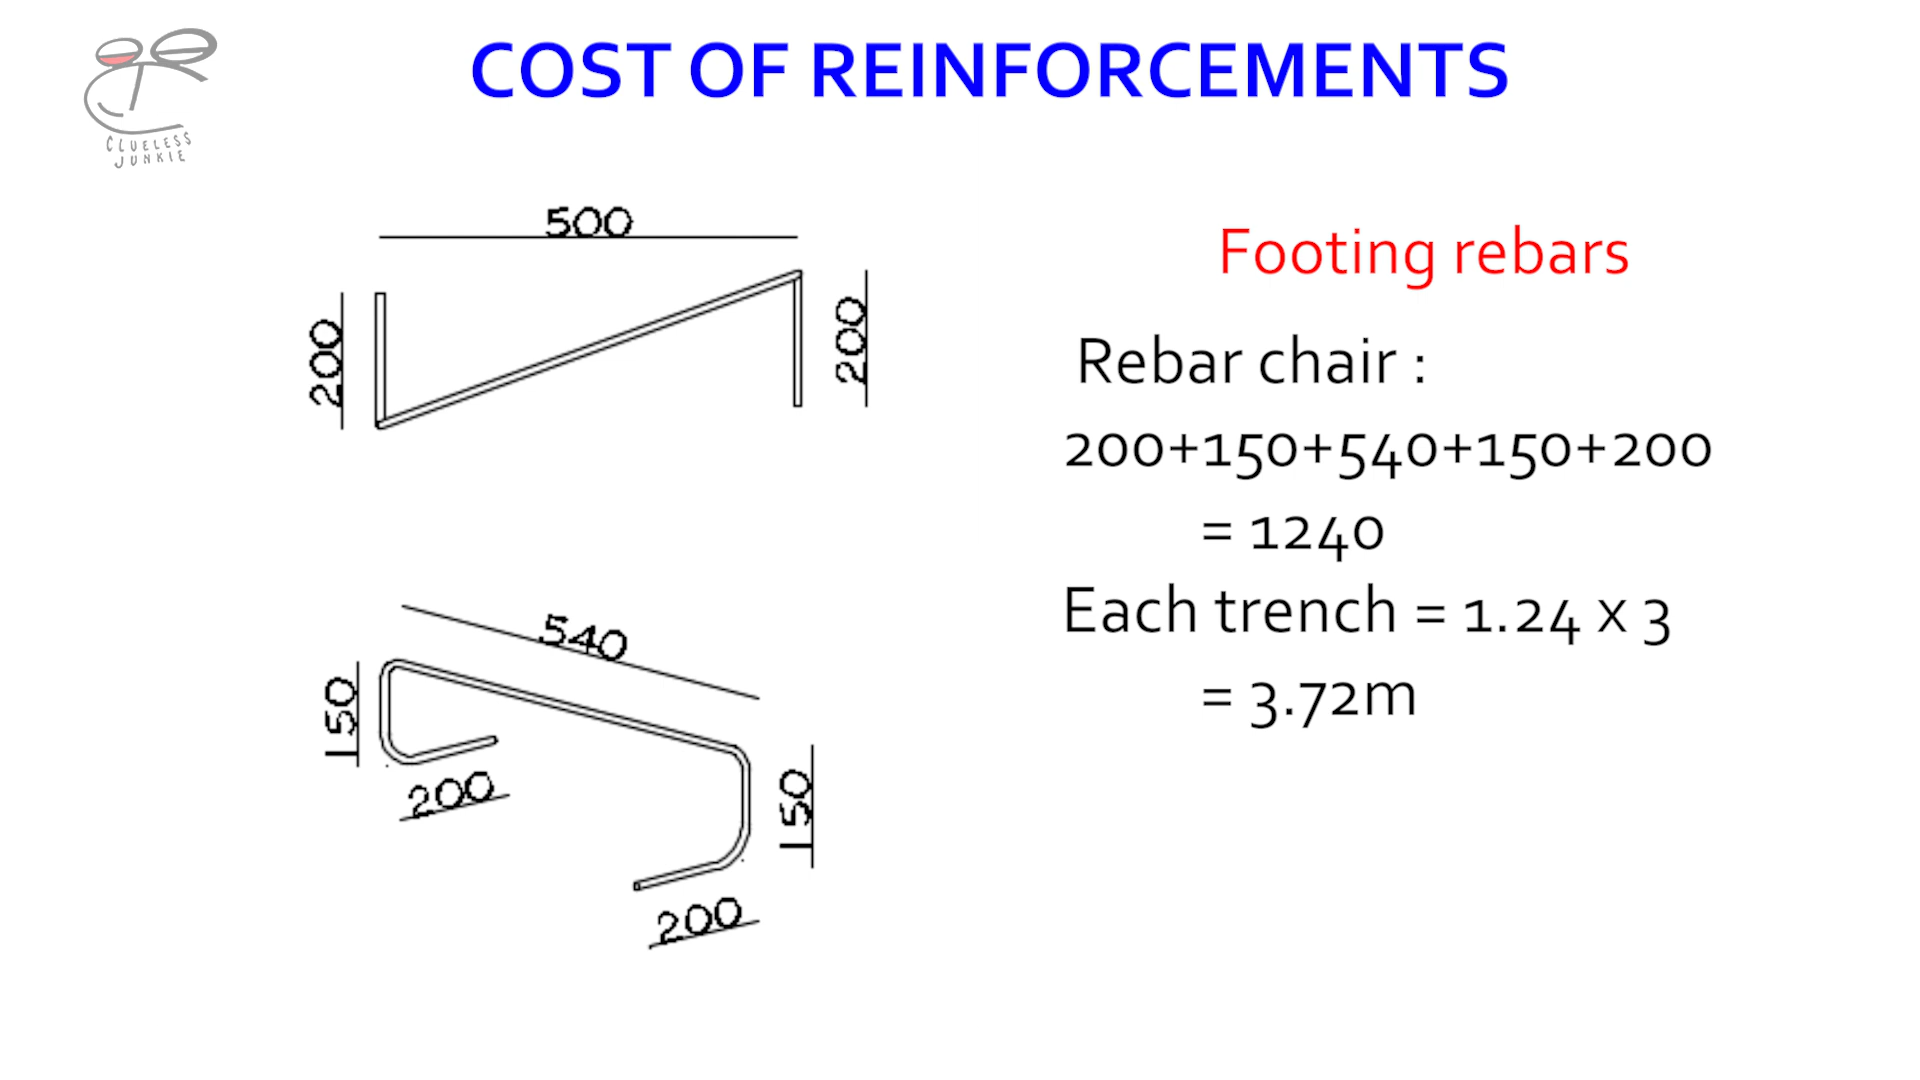 CLUELESS
JUNKIE
COST OF REINFORCEMENTS
500
200
200
540
150
200
150
200
Footing rebars
Rebar chair :
200+150+540+150+200
= 1240
Each trench = 1.24 x 3
= 3.72m